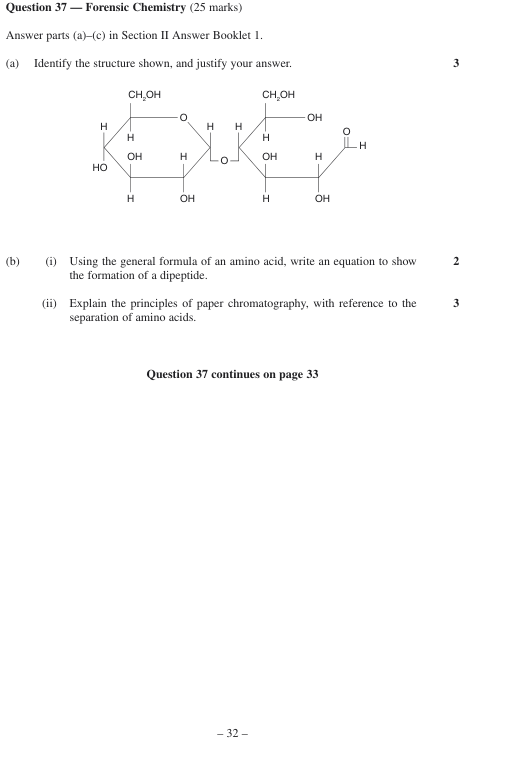 Question 37 — Forensic Chemistry (25 marks)
Answer parts (a)–(c) in Section II Answer Booklet 1.
(a) Identify the structure shown, and justify your answer. 3
CH₂OH CH₂OH
O OH
H H H O
H H H
OH H O OH H
HO
H OH H OH
(b) (i) Using the general formula of an amino acid, write an equation to show 2
the formation of a dipeptide.
(ii) Explain the principles of paper chromatography, with reference to the 3
separation of amino acids.
Question 37 continues on page 33
– 32 –